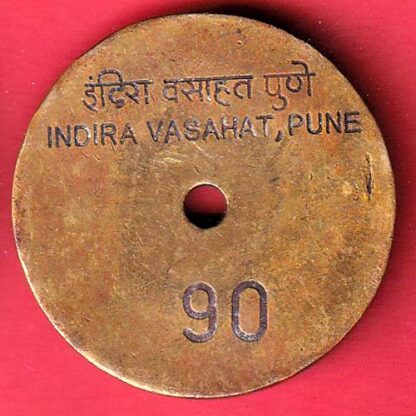 इंदिरा वसाहत पुणे
INDIRA VASAHAT, PUNE
90